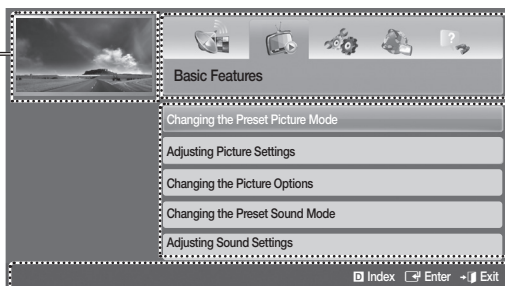 Basic Features
Changing the Preset Picture Mode
Adjusting Picture Settings
Changing the Picture Options
Changing the Preset Sound Mode
Adjusting Sound Settings
D Index Enter Exit